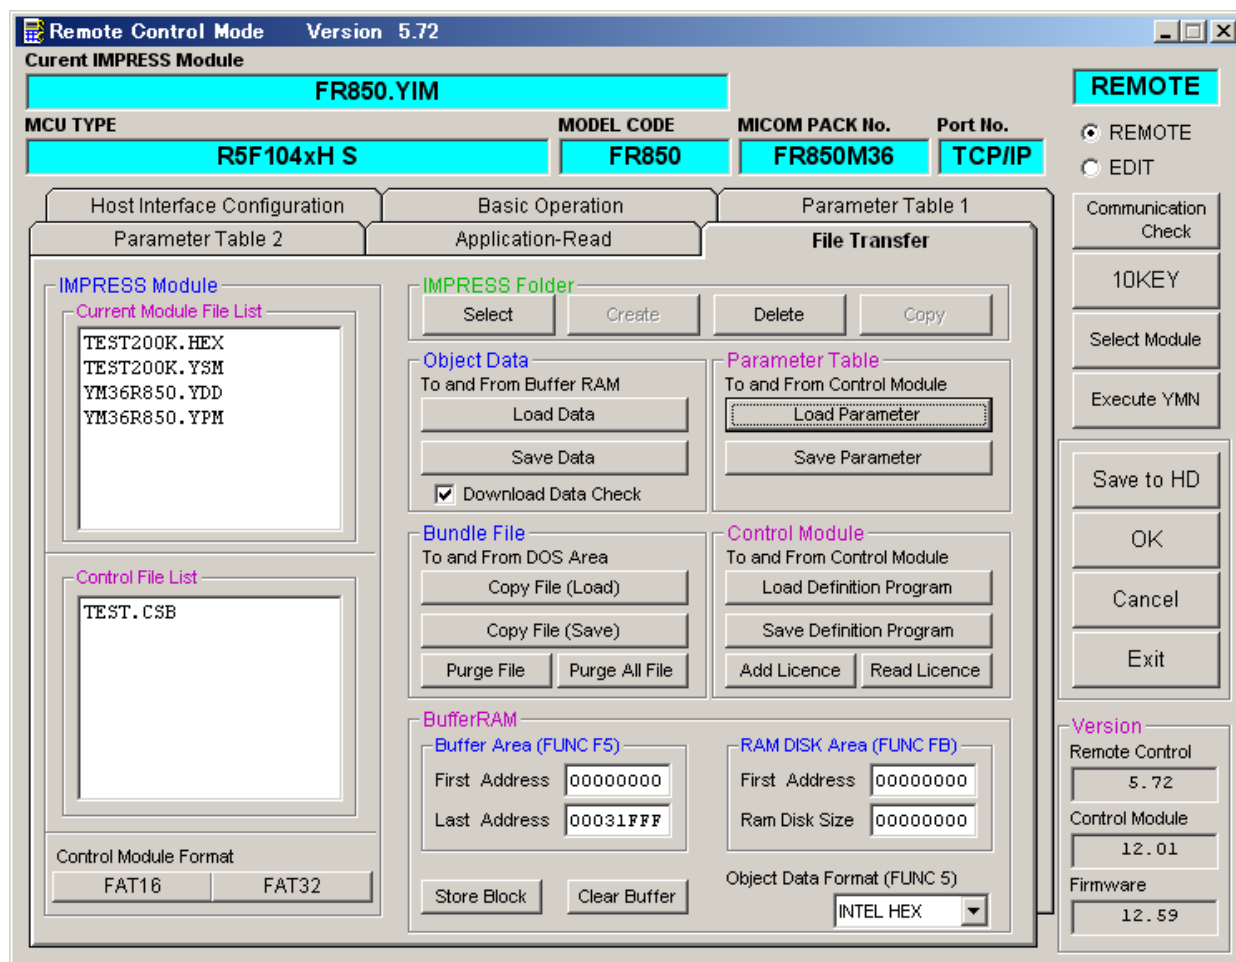 Remote Control Mode Version 5.72
Curent IMPRESS Module
FR850.YIM
REMOTE
MCU TYPE MODEL CODE MICOM PACK No. Port No.
R5F104xH S FR850 FR850M36 TCP/IP
REMOTE
EDIT
Host Interface Configuration Basic Operation Parameter Table 1
Parameter Table 2 Application-Read File Transfer
Communication
Check
10KEY
Select Module
Execute YMN
Save to HD
OK
Cancel
Exit
IMPRESS Module
Current Module File List
TEST200K.HEX
TEST200K.YSM
YM36R850.YDD
YM36R850.YPM
Control File List
TEST.CSB
Control Module Format
FAT16 FAT32
IMPRESS Folder
Select Create Delete Copy
Object Data
To and From Buffer RAM
Load Data
Save Data
Download Data Check
Parameter Table
To and From Control Module
Load Parameter
Save Parameter
Bundle File
To and From DOS Area
Copy File (Load)
Copy File (Save)
Purge File Purge All File
Control Module
To and From Control Module
Load Definition Program
Save Definition Program
Add Licence Read Licence
BufferRAM
Buffer Area (FUNC F5)
First Address 00000000
Last Address 00031FFF
RAM DISK Area (FUNC FB)
First Address 00000000
Ram Disk Size 00000000
Store Block Clear Buffer
Object Data Format (FUNC 5)
INTEL HEX
Version
Remote Control
5.72
Control Module
12.01
Firmware
12.59